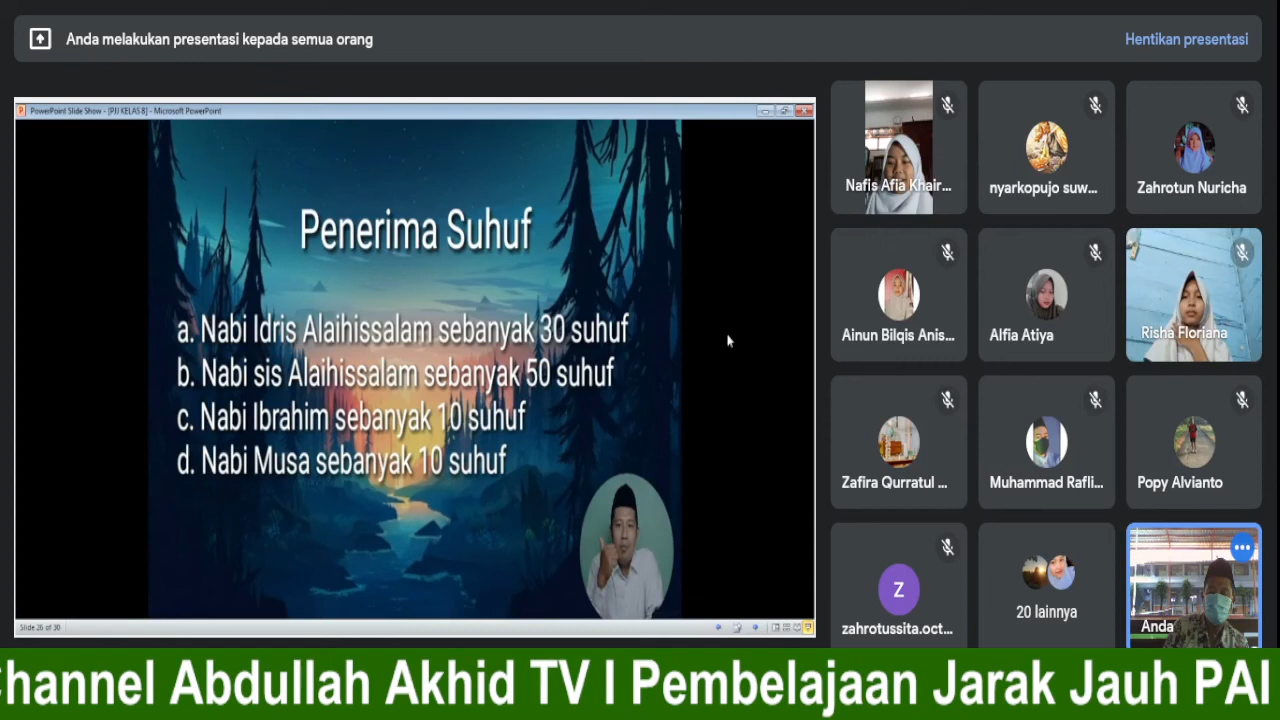 Anda melakukan presentasi kepada semua orang
Hentikan presentasi
PowerPoint Slide Show - [PJJ KELAS 8] - Microsoft PowerPoint
Penerima Suhuf
a. Nabi Idris Alaihissalam sebanyak 30 suhuf
b. Nabi sis Alaihissalam sebanyak 50 suhuf
c. Nabi Ibrahim sebanyak 10 suhuf
d. Nabi Musa sebanyak 10 suhuf
Slide 26 of 30
Nafis Afia Khair...
nyarkopujo suw...
Zahrotun Nuricha
Ainun Bilqis Anis...
Alfia Atiya
Risha Floriana
Zafira Qurratul ...
Muhammad Rafli...
Popy Alvianto
Z
zahrotussita.oct...
20 lainnya
Anda
Channel Abdullah Akhid TV I Pembelajaan Jarak Jauh PAI